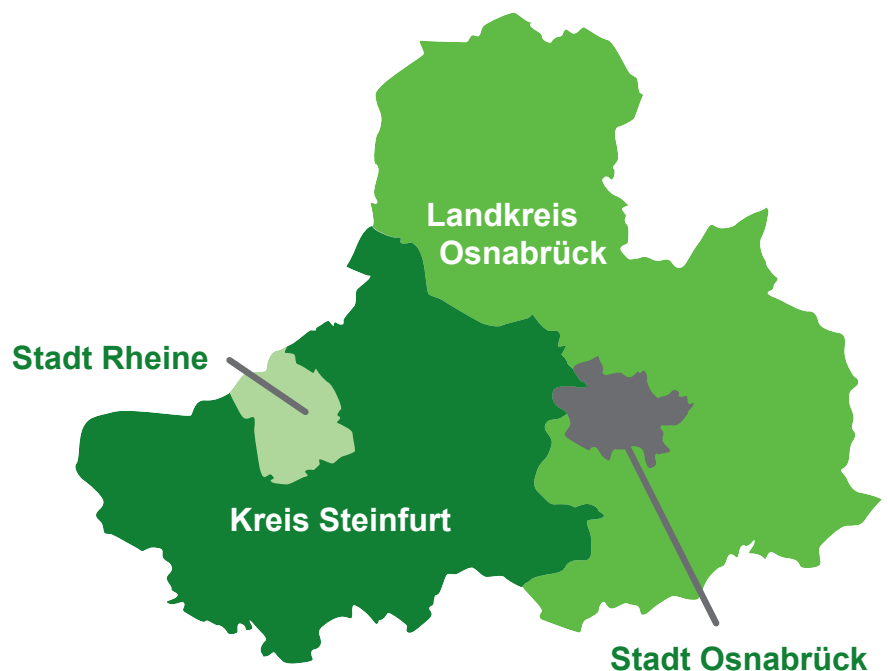 Landkreis
Osnabrück
Stadt Rheine
Kreis Steinfurt
Stadt Osnabrück